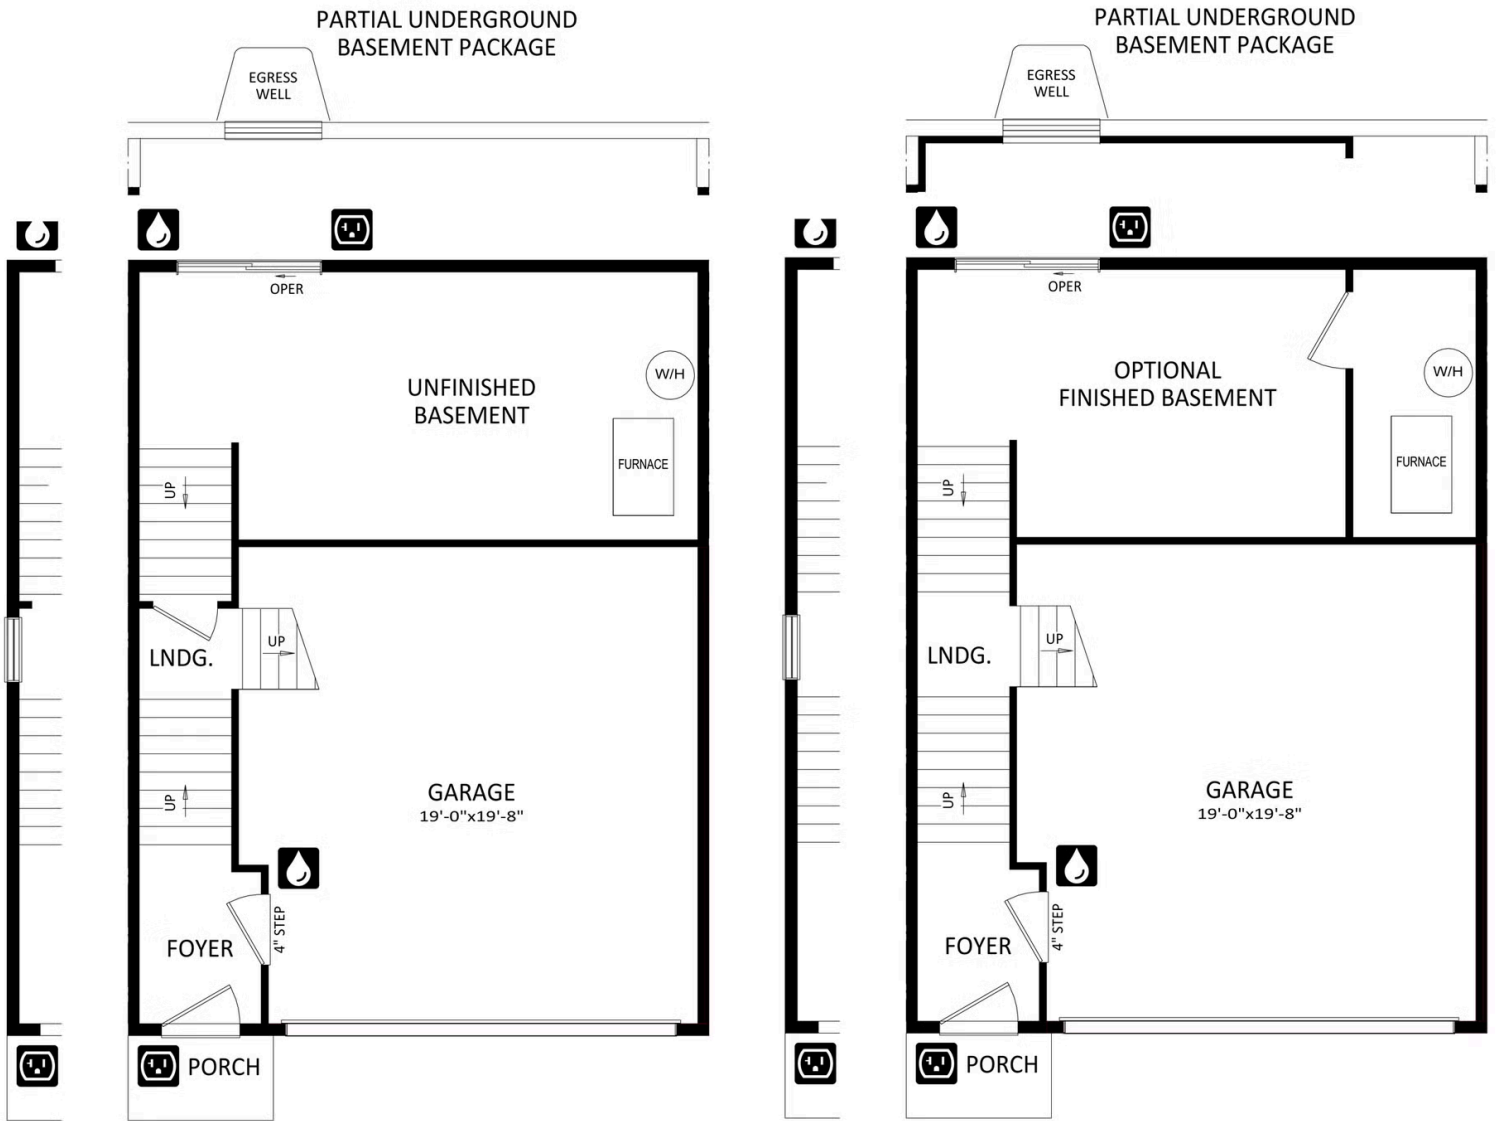 PARTIAL UNDERGROUND
BASEMENT PACKAGE
EGRESS
WELL
OPER
UNFINISHED
BASEMENT
W/H
FURNACE
UP
UP
LNDG.
UP
GARAGE
19'-0"x19'-8"
4" STEP
FOYER
PORCH
PARTIAL UNDERGROUND
BASEMENT PACKAGE
EGRESS
WELL
OPER
OPTIONAL
FINISHED BASEMENT
W/H
FURNACE
UP
UP
LNDG.
UP
GARAGE
19'-0"x19'-8"
4" STEP
FOYER
PORCH